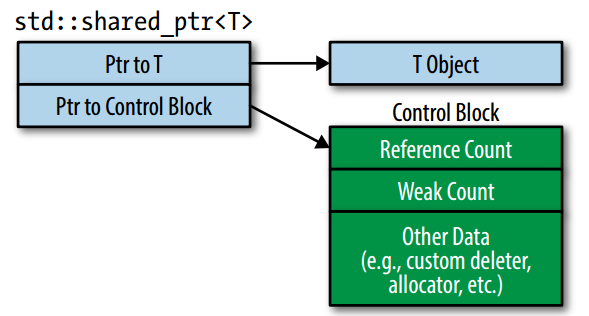 std::shared_ptr<T>
Ptr to T
T Object
Ptr to Control Block
Control Block
Reference Count
Weak Count
Other Data
(e.g., custom deleter,
allocator, etc.)